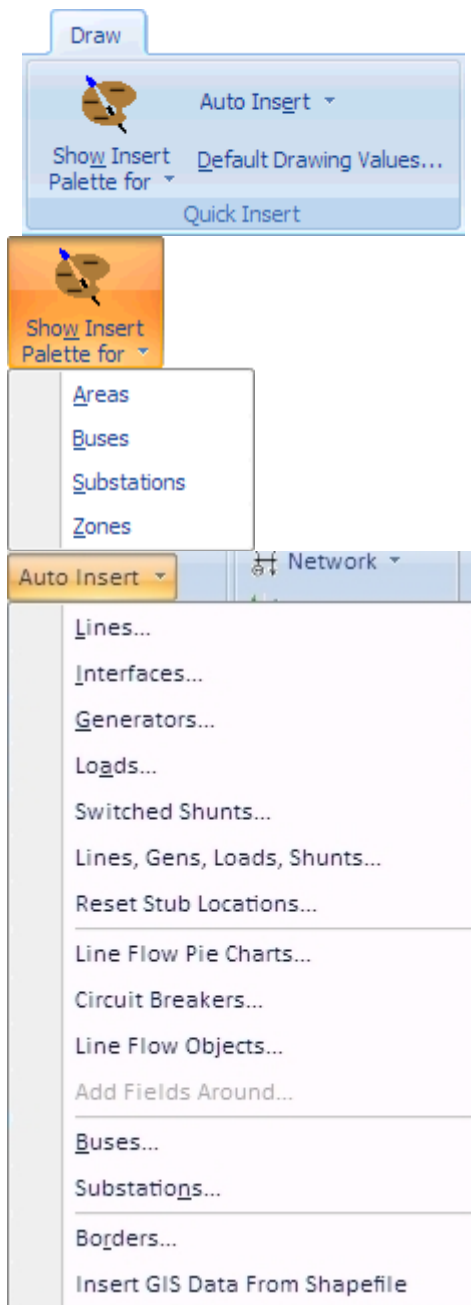 Draw
Auto Insert
Show Insert
Palette for
Default Drawing Values...
Quick Insert
Show Insert
Palette for
Areas
Buses
Substations
Zones
Auto Insert
Network
Lines...
Interfaces...
Generators...
Loads...
Switched Shunts...
Lines, Gens, Loads, Shunts...
Reset Stub Locations...
Line Flow Pie Charts...
Circuit Breakers...
Line Flow Objects...
Add Fields Around...
Buses...
Substations...
Borders...
Insert GIS Data From Shapefile